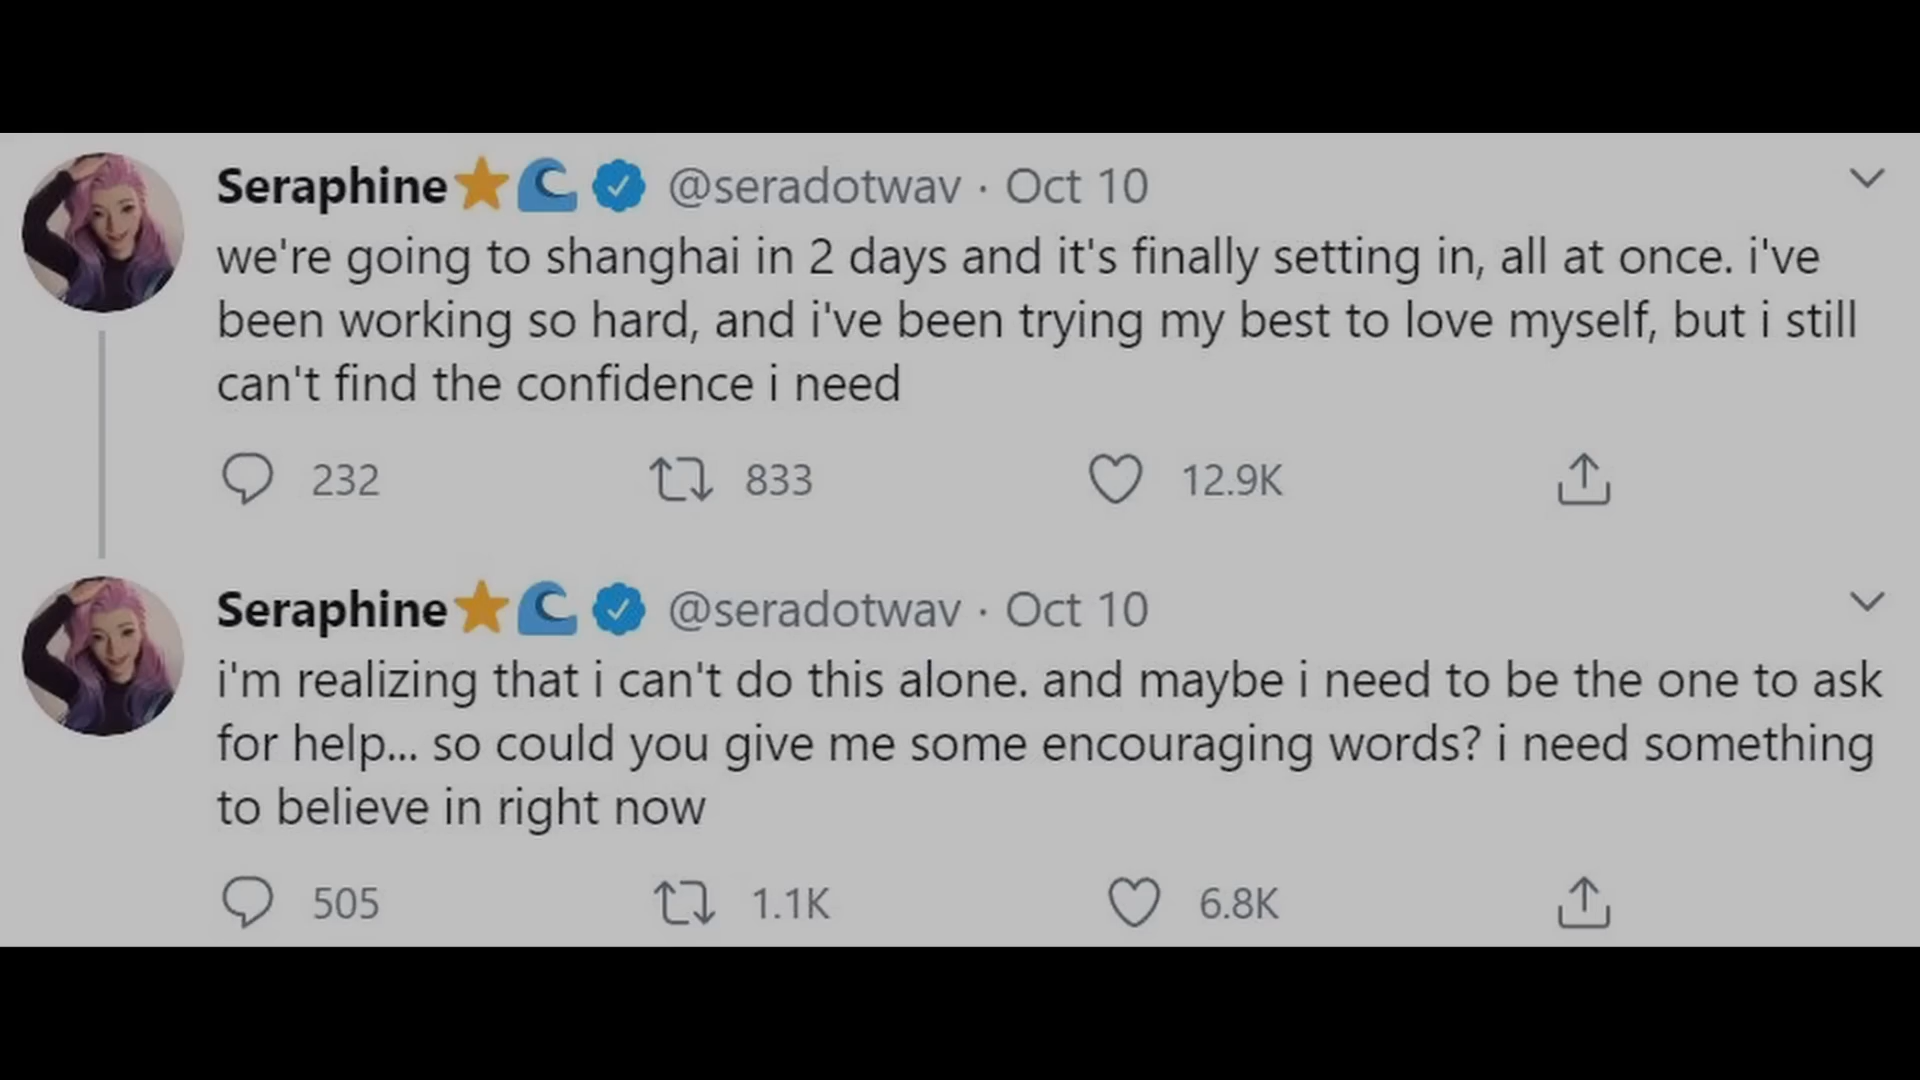 Seraphine⭐🌊 @seradotwav · Oct 10
we're going to shanghai in 2 days and it's finally setting in, all at once. i've
been working so hard, and i've been trying my best to love myself, but i still
can't find the confidence i need
232 833 12.9K
Seraphine⭐🌊 @seradotwav · Oct 10
i'm realizing that i can't do this alone. and maybe i need to be the one to ask
for help... so could you give me some encouraging words? i need something
to believe in right now
505 1.1K 6.8K